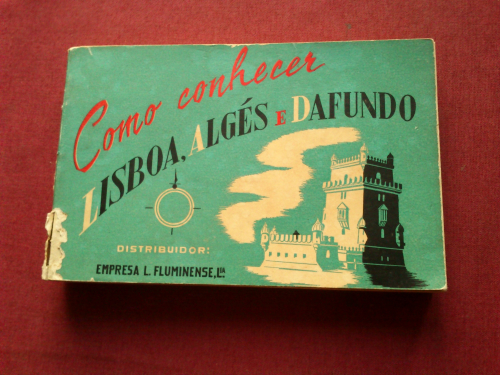 Como conhecer
LISBOA, ALGÉS E DAFUNDO
DISTRIBUIDOR:
EMPRESA L. FLUMINENSE, LDA.